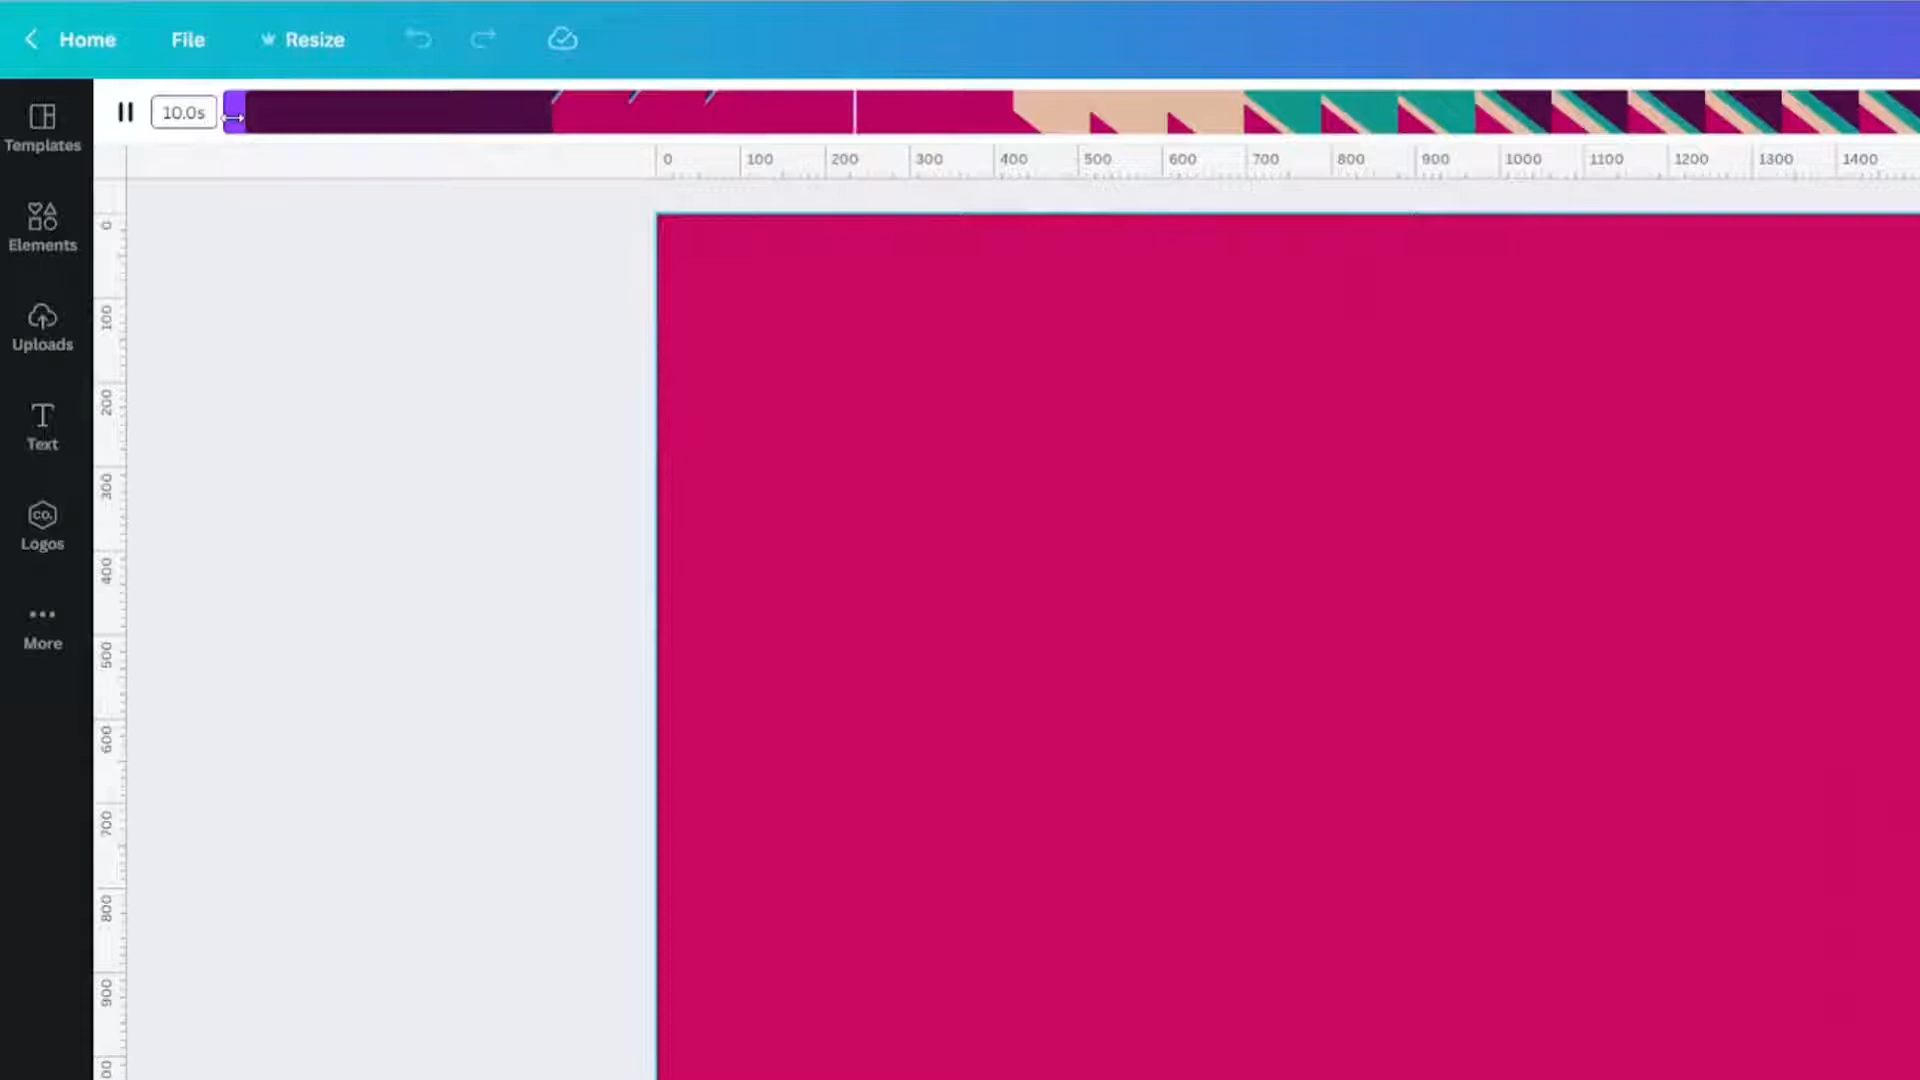 Home File Resize
10.0s
0 100 200 300 400 500 600 700 800 900 1000 1100 1200 1300 1400
Templates
Elements
Uploads
Text
CO.
Logos
More
0
100
200
300
400
500
600
700
800
900